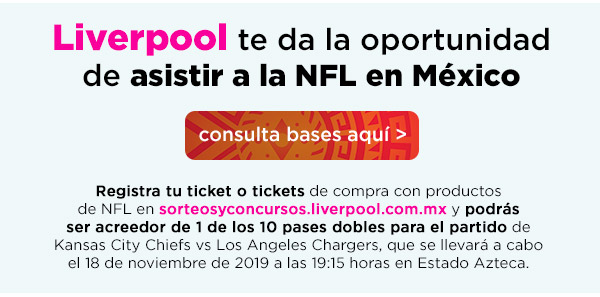 Liverpool te da la oportunidad
de asistir a la NFL en México
consulta bases aquí >
Registra tu ticket o tickets de compra con productos
de NFL en sorteosyconcursos.liverpool.com.mx y podrás
ser acreedor de 1 de los 10 pases dobles para el partido de
Kansas City Chiefs vs Los Angeles Chargers, que se llevará a cabo
el 18 de noviembre de 2019 a las 19:15 horas en Estadio Azteca.